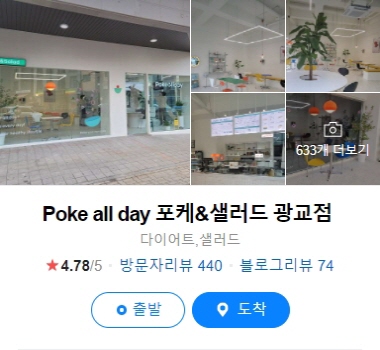 633개 더보기
Poke all day 포케&샐러드 광교점
다이어트,샐러드
★4.78/5 · 방문자리뷰 440 · 블로그리뷰 74
출발
도착